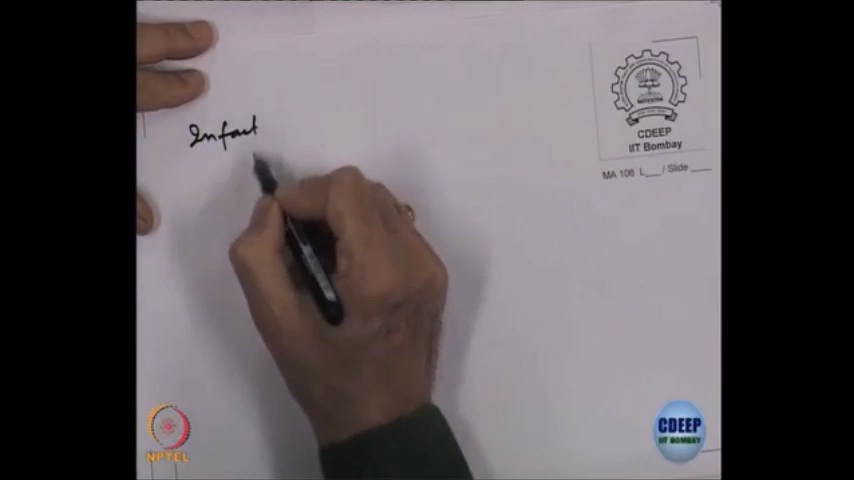 Infact
CDEEP
IIT Bombay
MA 106 L___/ Slide ___
NPTEL
CDEEP
IIT BOMBAY